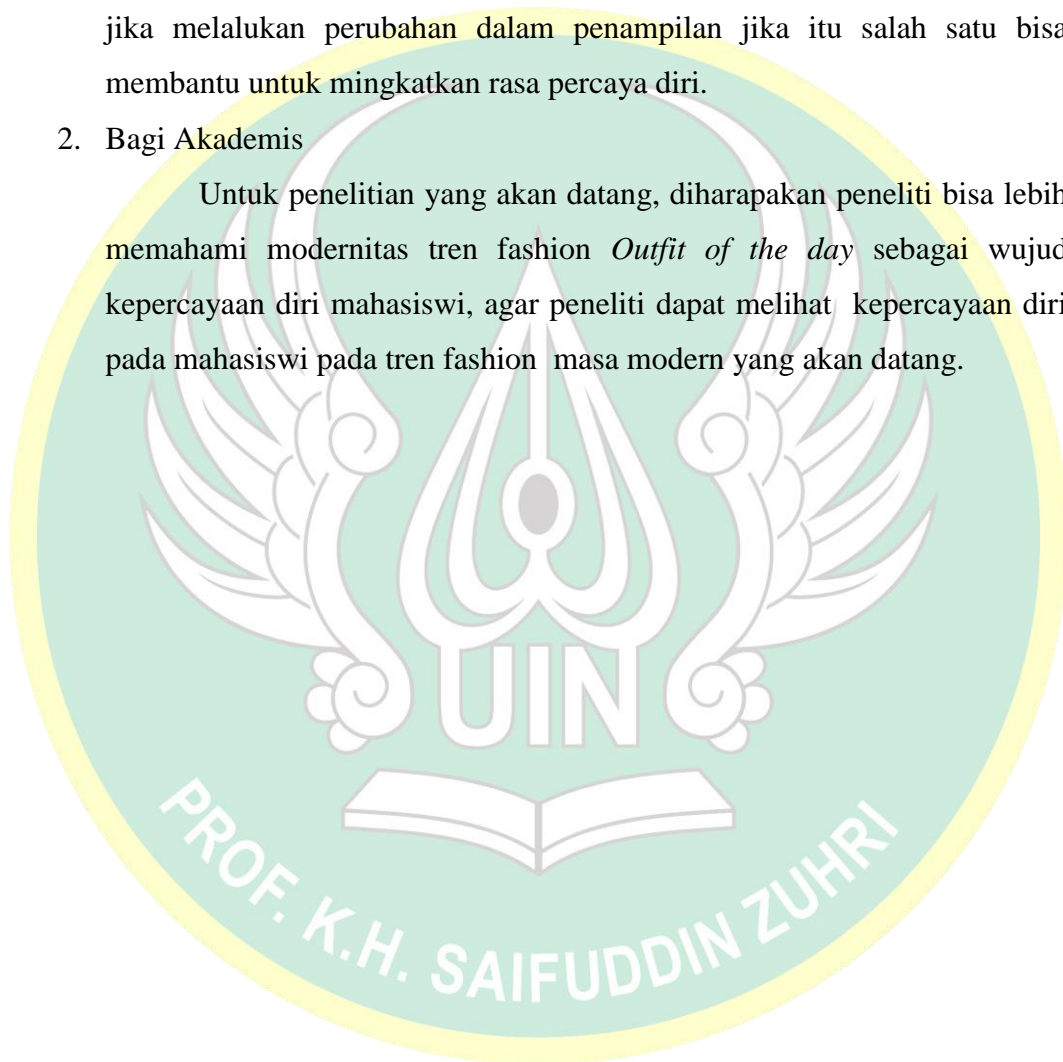 jika melalukan perubahan dalam penampilan jika itu salah satu bisa
membantu untuk mingkatkan rasa percaya diri.
2. Bagi Akademis
Untuk penelitian yang akan datang, diharapakan peneliti bisa lebih
memahami modernitas tren fashion Outfit of the day sebagai wujud
kepercayaan diri mahasiswi, agar peneliti dapat melihat kepercayaan diri
pada mahasiswi pada tren fashion masa modern yang akan datang.
UIN
PROF. K.H. SAIFUDDIN ZUHRI